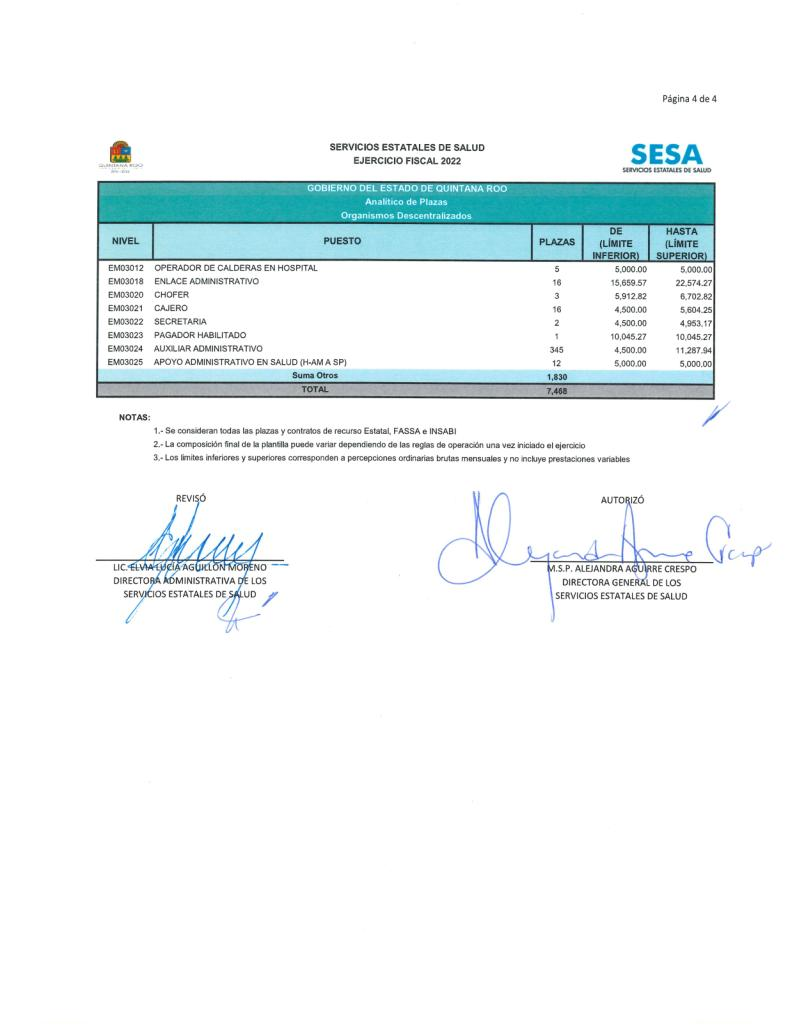 Página 4 de 4
SERVICIOS ESTATALES DE SALUD
EJERCICIO FISCAL 2022
QUINTANA ROO
SESA
SERVICIOS ESTATALES DE SALUD
GOBIERNO DEL ESTADO DE QUINTANA ROO
Analítico de Plazas
Organismos Descentralizados
NIVEL PUESTO PLAZAS DE (LÍMITE INFERIOR) HASTA (LÍMITE SUPERIOR)
EM03012 OPERADOR DE CALDERAS EN HOSPITAL 5 5,000.00 5,000.00
EM03018 ENLACE ADMINISTRATIVO 16 15,659.57 22,574.27
EM03020 CHOFER 3 5,912.82 6,702.82
EM03021 CAJERO 16 4,500.00 5,604.25
EM03022 SECRETARIA 2 4,500.00 4,953.17
EM03023 PAGADOR HABILITADO 1 10,045.27 10,045.27
EM03024 AUXILIAR ADMINISTRATIVO 345 4,500.00 11,287.94
EM03025 APOYO ADMINISTRATIVO EN SALUD (H-AM A SP) 12 5,000.00 5,000.00
Suma Otros 1,830
TOTAL 7,468
NOTAS:
1.- Se consideran todas las plazas y contratos de recurso Estatal, FASSA e INSABI
2.- La composición final de la plantilla puede variar dependiendo de las reglas de operación una vez iniciado el ejercicio
3.- Los limites inferiores y superiores corresponden a percepciones ordinarias brutas mensuales y no incluye prestaciones variables
REVISÓ
LIC. ELVIA LUCÍA AGUILLÓN MORENO
DIRECTORA ADMINISTRATIVA DE LOS
SERVICIOS ESTATALES DE SALUD
AUTORIZÓ
M.S.P. ALEJANDRA AGUIRRE CRESPO
DIRECTORA GENERAL DE LOS
SERVICIOS ESTATALES DE SALUD